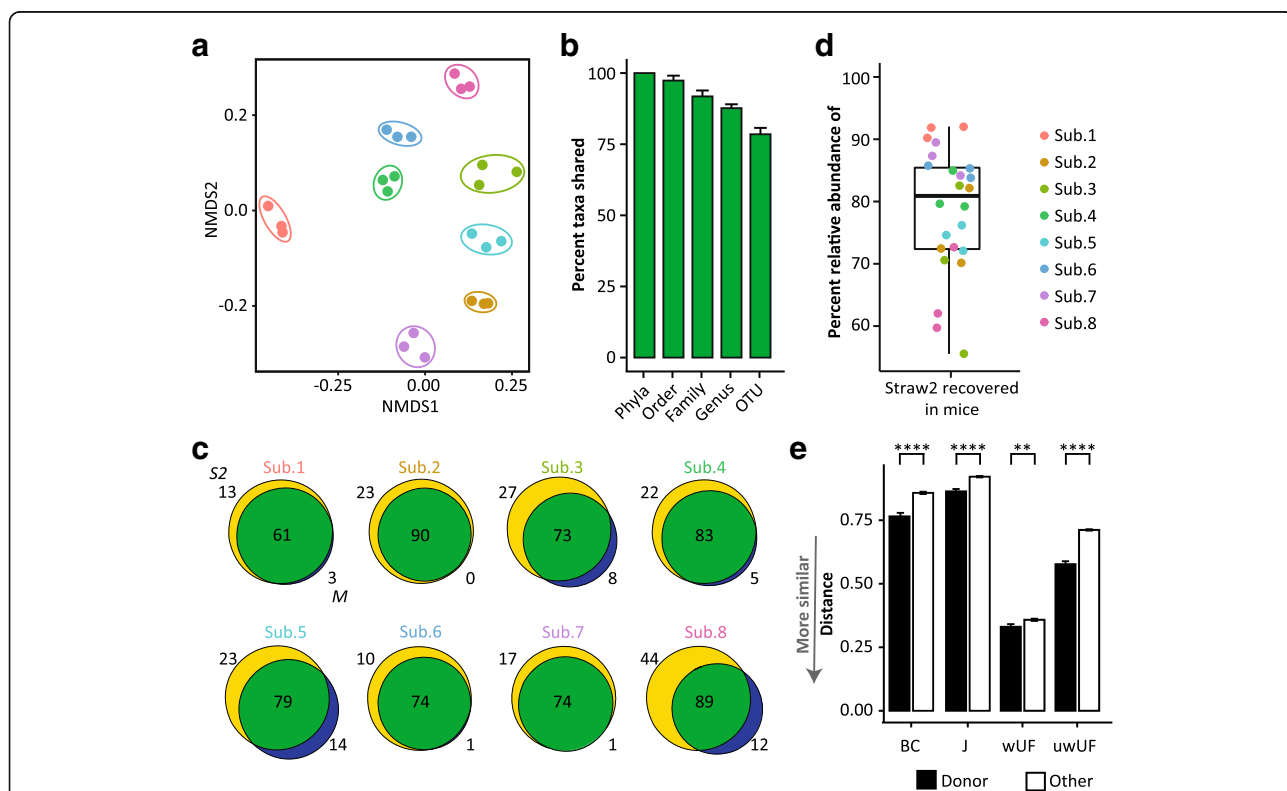 a
NMDS2
0.2
0.0
-0.2
-0.25
0.00
0.25
NMDS1
b
Percent taxa shared
100
75
50
25
0
Phyla
Order
Family
Genus
OTU
d
Percent relative abundance of
100
90
80
70
60
Straw2 recovered
in mice
Sub.1
Sub.2
Sub.3
Sub.4
Sub.5
Sub.6
Sub.7
Sub.8
c
S2
Sub.1
13
61
3
M
Sub.2
23
90
0
Sub.3
27
73
8
Sub.4
22
83
5
Sub.5
23
79
14
Sub.6
10
74
1
Sub.7
17
74
1
Sub.8
44
89
12
e
More similar
Distance
0.75
0.50
0.25
0.00
****
****
**
****
BC
J
wUF
uwUF
Donor
Other